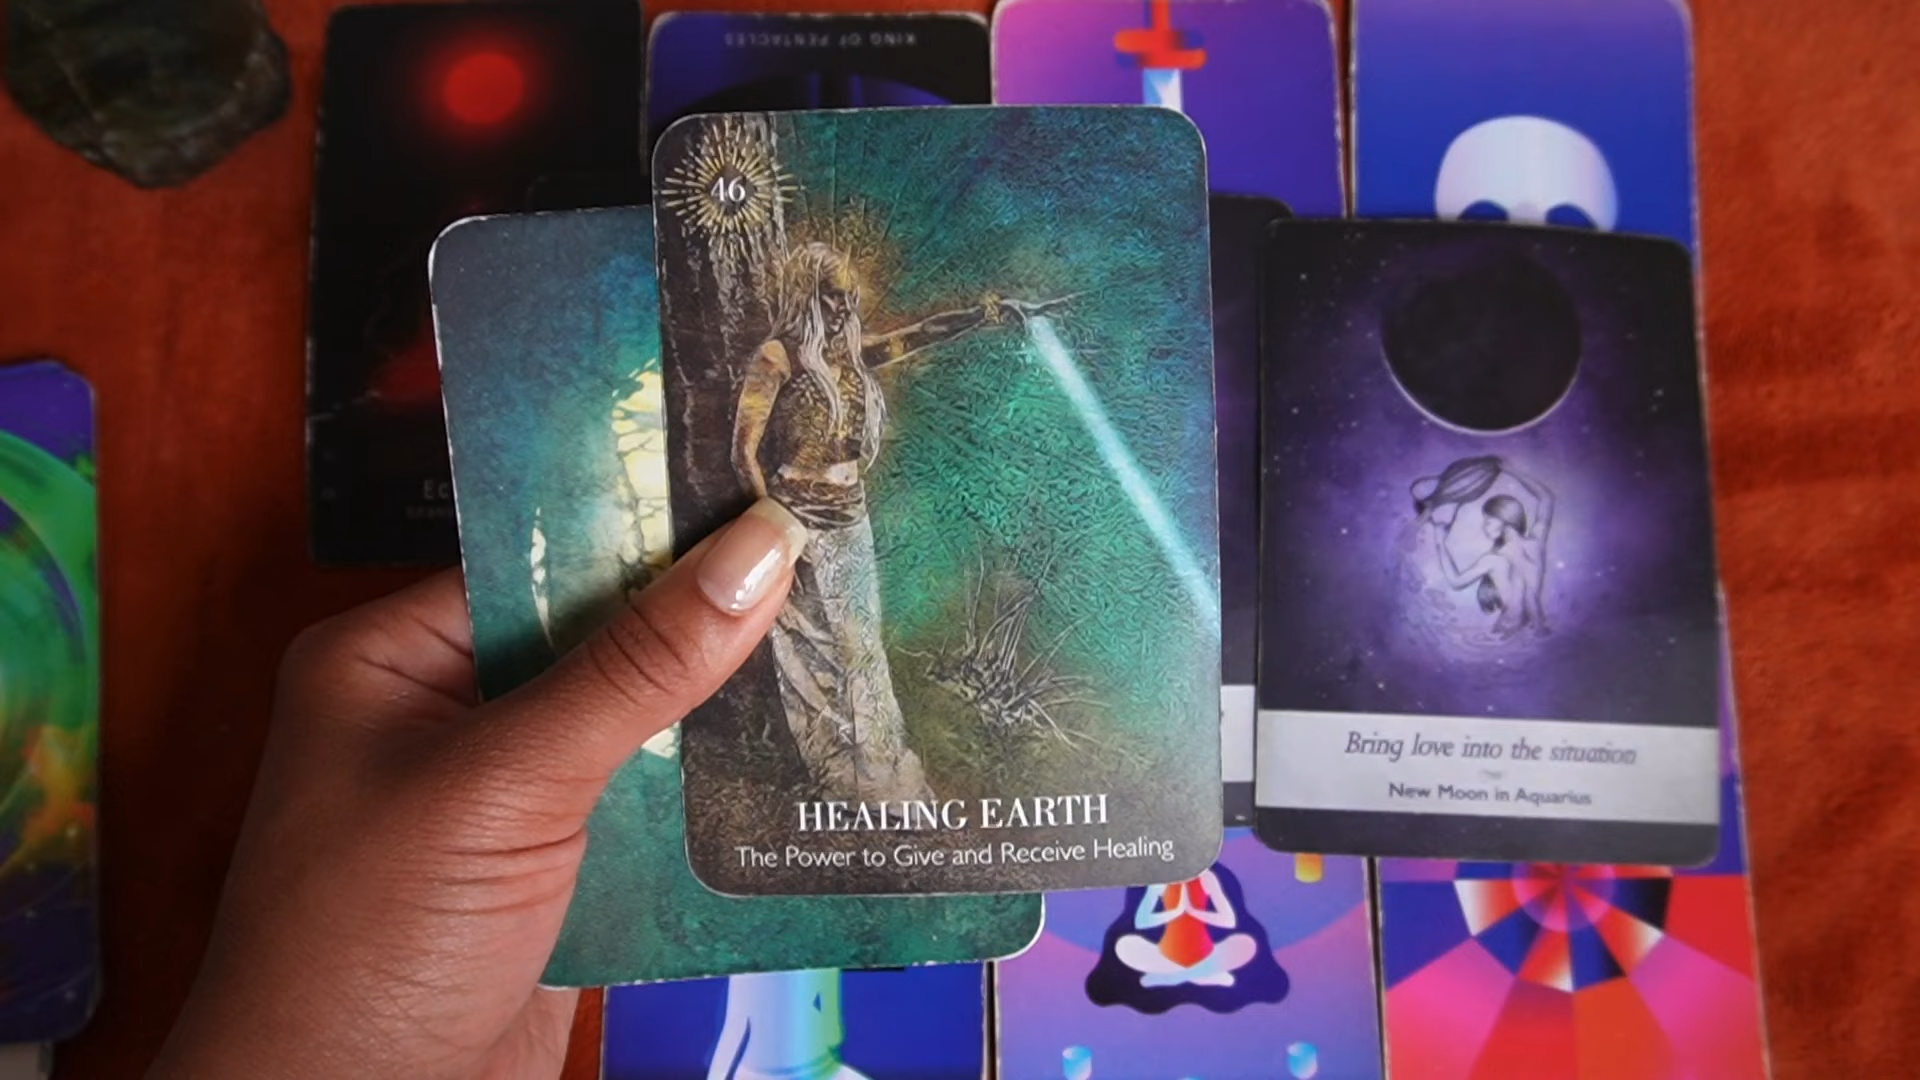 KING OF PENTACLES
46
Ec
HEALING EARTH
The Power to Give and Receive Healing
Bring love into the situation
New Moon in Aquarius